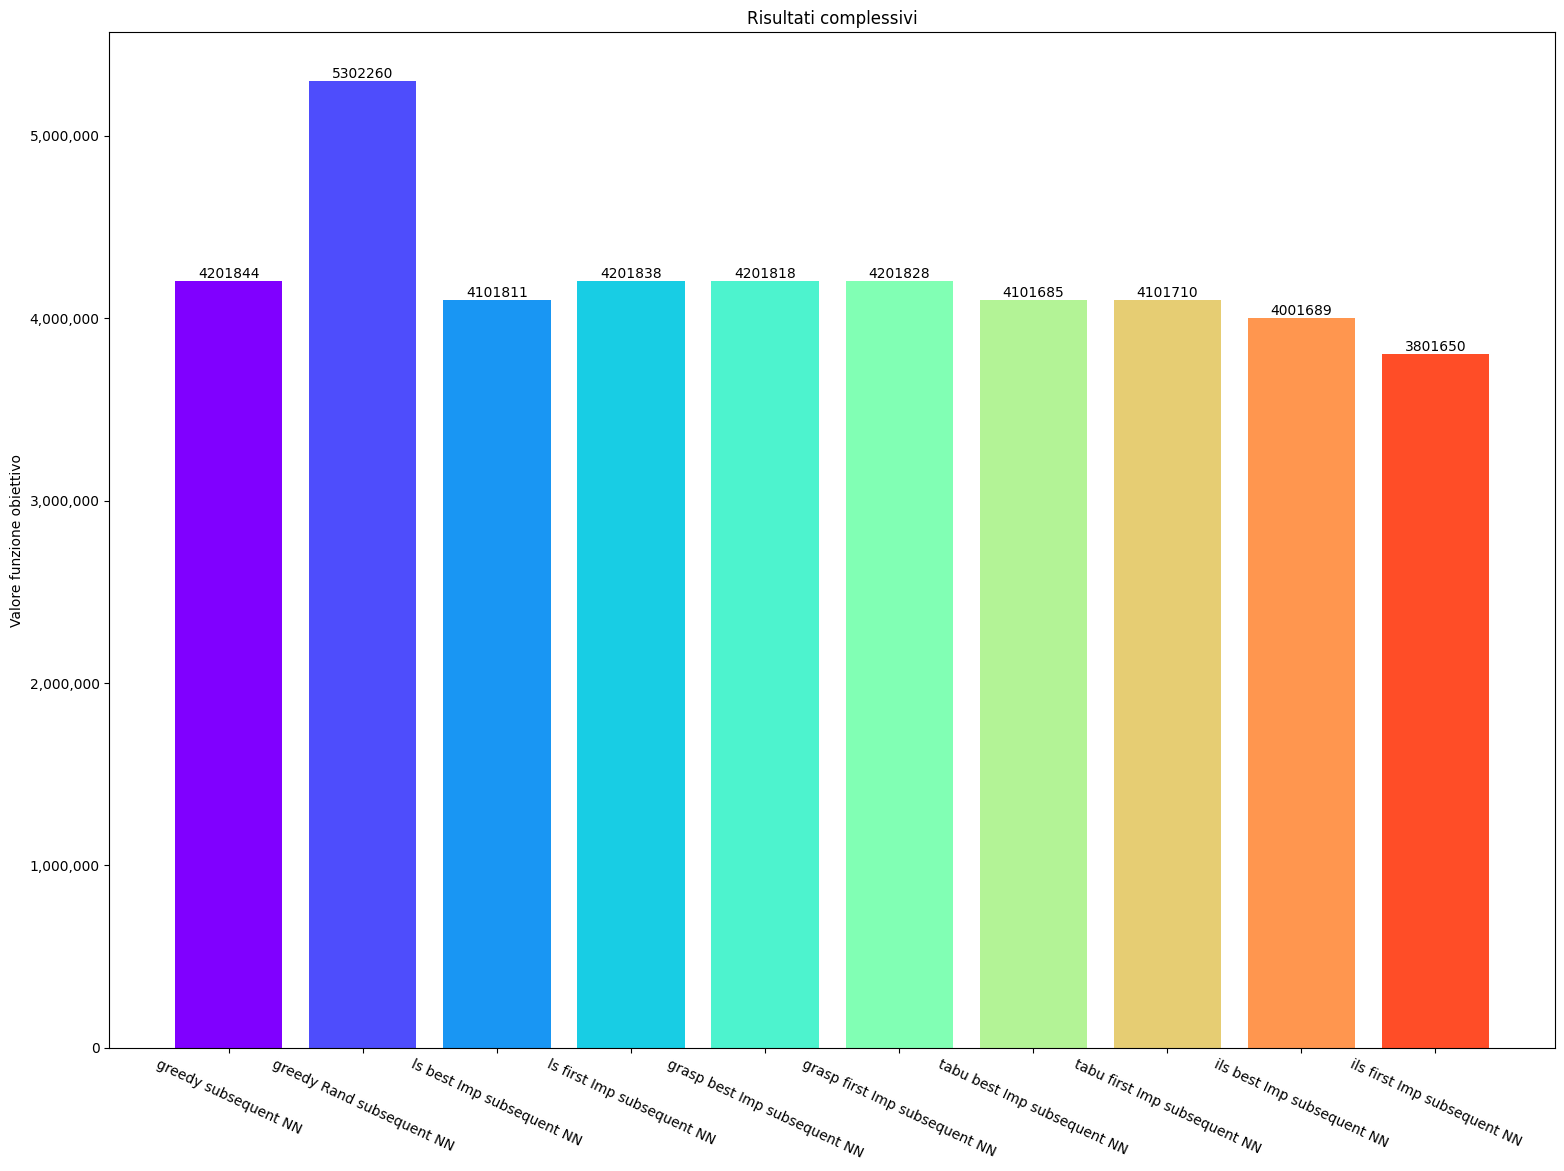 Risultati complessivi
5302260
4201844
4101811
4201838
4201818
4201828
4101685
4101710
4001689
3801650
5,000,000
4,000,000
3,000,000
2,000,000
1,000,000
0
Valore funzione obiettivo
greedy subsequent NN
greedy Rand subsequent NN
ls best Imp subsequent NN
ls first Imp subsequent NN
grasp best Imp subsequent NN
grasp first Imp subsequent NN
tabu best Imp subsequent NN
tabu first Imp subsequent NN
ils best Imp subsequent NN
ils first Imp subsequent NN